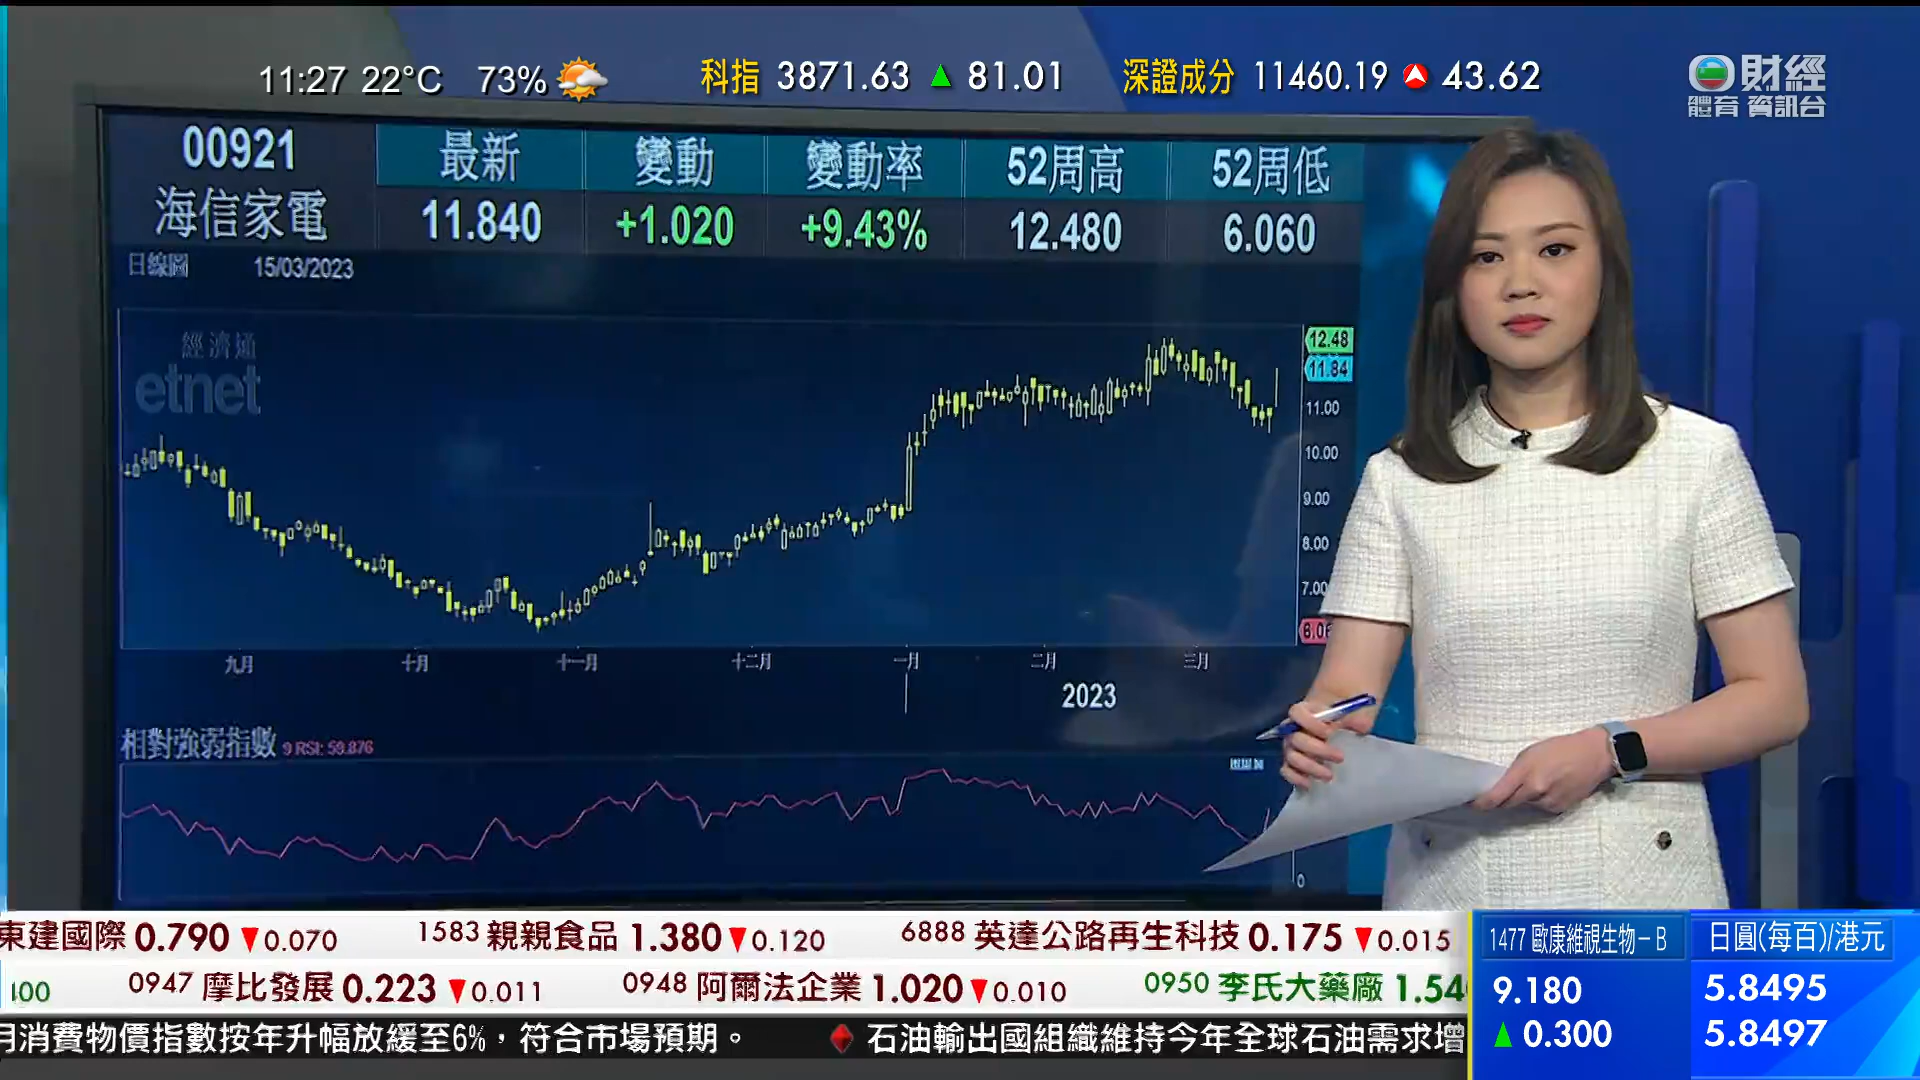 11:27 22°C 73% 科指 3871.63 ▲ 81.01 深證成分 11460.19 43.62
財經
體育 資訊台
00921 最新 變動 變動率 52周高 52周低
海信家電 11.840 +1.020 +9.43% 12.480 6.060
日線圖 15/03/2023
經濟通
etnet
12.48
11.84
11.00
10.00
9.00
8.00
7.00
九月 十月 十一月 十二月 一月 二月 三月
2023
相對強弱指數 9 RSI: 59.876
0
東建國際 0.790 ▼0.070 1583 親親食品 1.380 ▼0.120 6888 英達公路再生科技 0.175 ▼0.015
0947 摩比發展 0.223 ▼0.011 0948 阿爾法企業 1.020 ▼0.010 0950 李氏大藥廠
月消費物價指數按年升幅放緩至6%，符合市場預期。 石油輸出國組織維持今年全球石油需求增
1477 歐康維視生物－B
9.180
▲ 0.300
日圓(每百)/港元
5.8495
5.8497